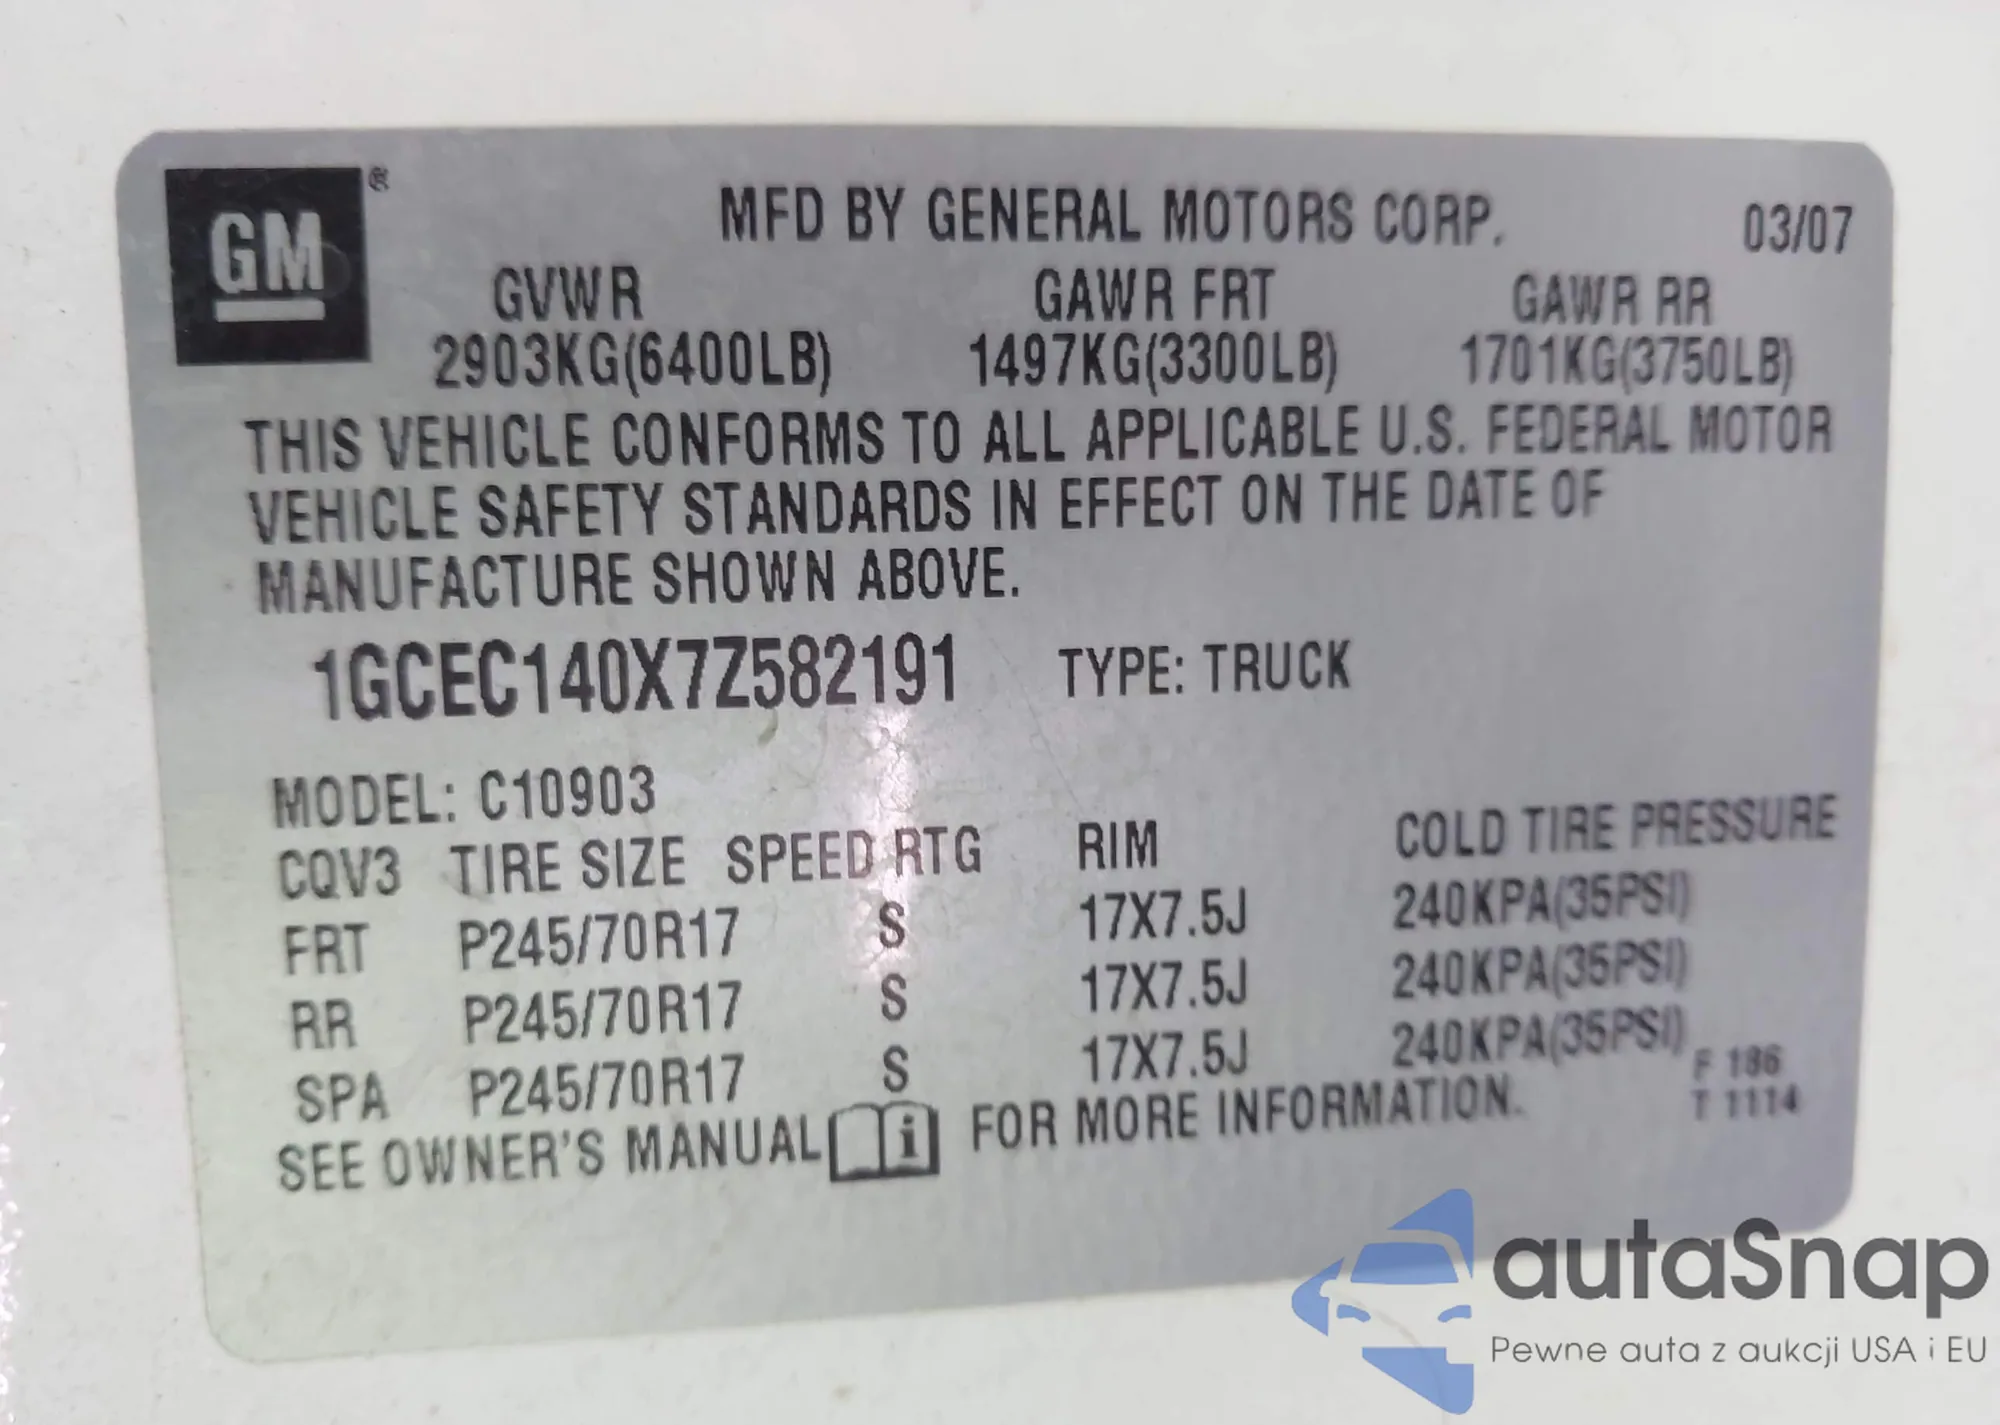 GM ®
MFD BY GENERAL MOTORS CORP. 03/07
GVWR GAWR FRT GAWR RR
2903KG(6400LB) 1497KG(3300LB) 1701KG(3750LB)
THIS VEHICLE CONFORMS TO ALL APPLICABLE U.S. FEDERAL MOTOR
VEHICLE SAFETY STANDARDS IN EFFECT ON THE DATE OF
MANUFACTURE SHOWN ABOVE.
1GCEC140X7Z582191 TYPE: TRUCK
MODEL: C10903
CQV3 TIRE SIZE SPEED RTG RIM COLD TIRE PRESSURE
FRT P245/70R17 S 17X7.5J 240KPA(35PSI)
RR P245/70R17 S 17X7.5J 240KPA(35PSI)
SPA P245/70R17 S 17X7.5J 240KPA(35PSI)
F 186
T 1114
SEE OWNER'S MANUAL i FOR MORE INFORMATION.
autaSnap
Pewne auta z aukcji USA i EU